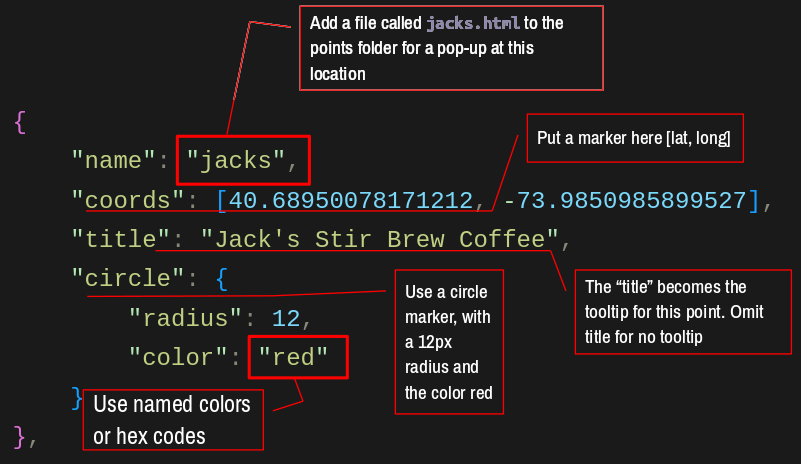 Add a file called jacks.html to the
points folder for a pop-up at this
location
{
Put a marker here [lat, long]
"name": "jacks",
"coords": [40.68950078171212, -73.9850985899527],
"title": "Jack's Stir Brew Coffee",
"circle": {
The “title” becomes the
tooltip for this point. Omit
title for no tooltip
Use a circle
marker, with
a 12px
radius and
the color red
"radius": 12,
"color": "red"
}
Use named colors
or hex codes
},